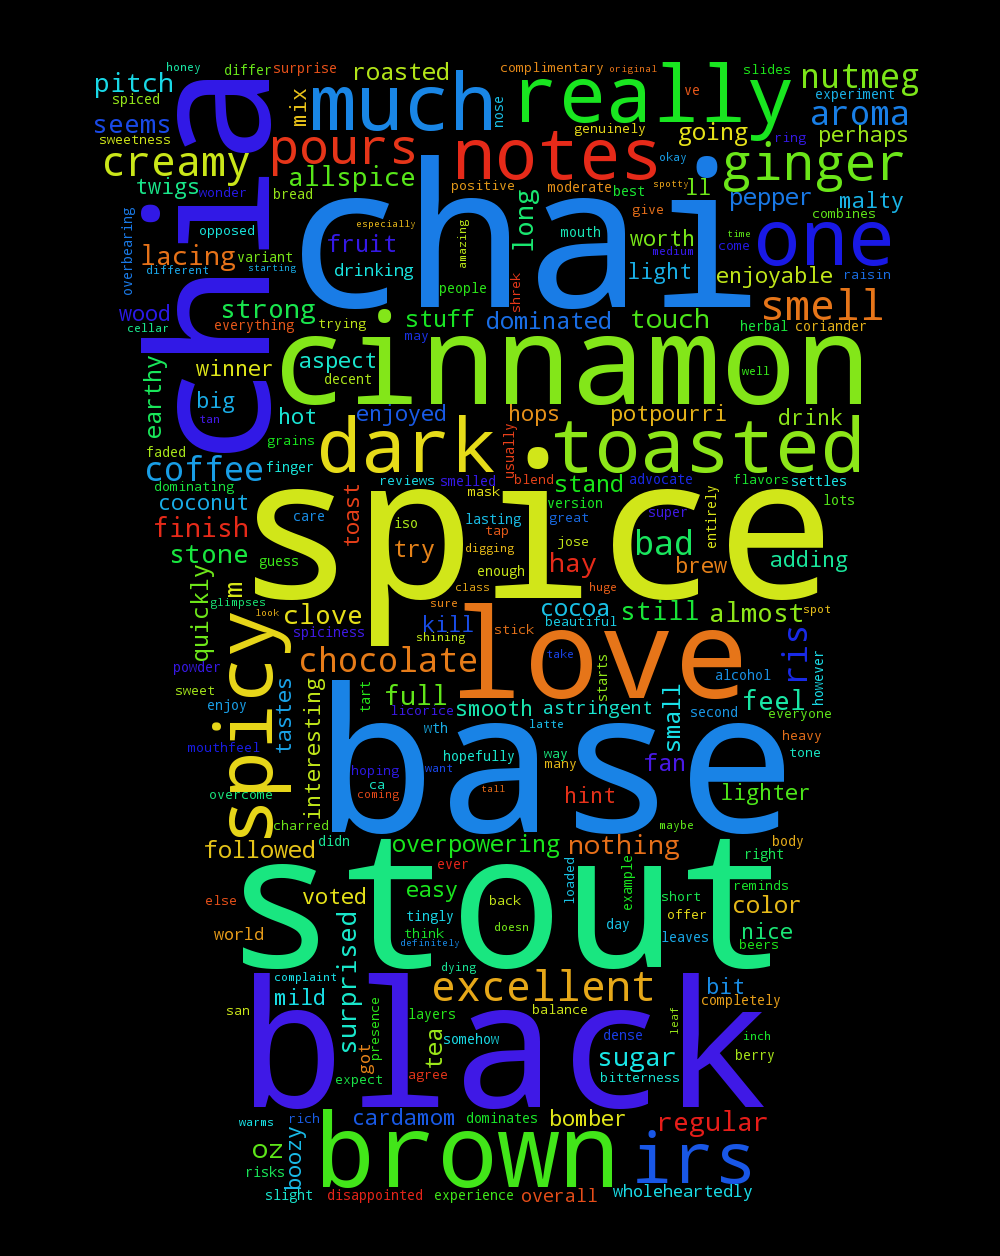 honey
differ
surprise
roasted
complimentary
original
slides
nutmeg
pitch
spiced
chia
mix
much
nose
really
ve
experiment
aroma
seems
sweetness
creamy
pours
notes
genuinely
okay
going
ring
perhaps
ginger
twigs
wonder
allspice
bread
positive
moderate
best
spotty
ll
pepper
malty
overbearing
opposed
especially
fruit
amazing
long
mouth
give
worth
medium
time
come
one
combines
lacing
variant
different
starting
drinking
chai
people
shrek
light
enjoyable
raisin
wood
cellar
strong
everything
trying
stuff
may
dominated
touch
smell
herbal
coriander
earthy
winner
aspect
decent
cinnamon
well
big
tan
hot
enjoyed
hops
potpourri
drink
faded
grains
dark
usually
toasted
coffee
finger
dominating
reviews
smelled
blend
stand
advocate
flavors
settles
coconut
care
toast
mask
version
lots
finish
iso
lasting
great
super
entirely
spice
tap
stone
guess
try
digging
jose
hay
bad
brew
adding
quickly
m
enough
class
huge
glimpses
look
clove
sure
cocoa
still
almost
spot
spicy
spiciness
kill
shining
stick
beautiful
love
ris
powder
chocolate
take
starts
alcohol
however
sweet
enjoy
tastes
interesting
tart
full
licorice
smooth
astringent
small
feel
second
everyone
mouthfeel
wth
latte
base
heavy
hoping
want
hopefully
way
many
fan
tone
overcome
ca
coming
tall
hint
lighter
charred
didn
maybe
followed
overpowering
nothing
body
stout
right
ever
loaded
example
else
voted
easy
back
short
reminds
world
surprised
tingly
think
definitely
doesn
day
offer
color
leaves
nice
beers
complaint
dying
mild
excellent
bit
completely
san
presence
layers
balance
black
leaf
got
tea
somehow
dense
inch
expect
agree
sugar
berry
bitterness
warms
rich
cardamom
dominates
bomber
regular
oz
boozy
brown
irs
risks
slight
disappointed
experience
overall
wholeheartedly